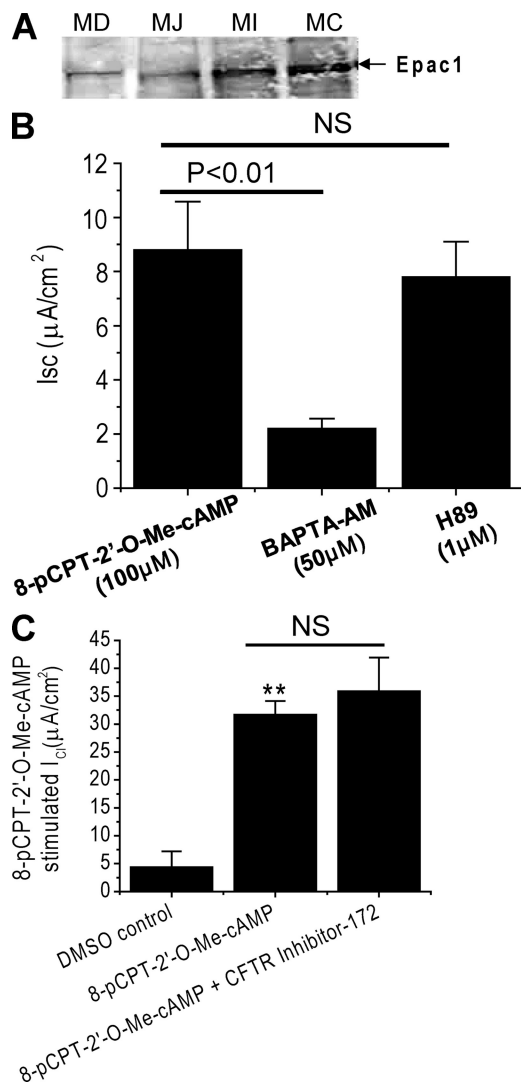 A
MD MJ MI MC
Epac1
B
NS
P<0.01
12
10
8
6
4
2
0
Isc (μA/cm²)
8-pCPT-2'-O-Me-cAMP
(100μM)
BAPTA-AM
(50μM)
H89
(1μM)
C
NS
**
45
40
35
30
25
20
15
10
5
0
8-pCPT-2'-O-Me-cAMP
stimulated ICl(μA/cm²)
DMSO control
8-pCPT-2'-O-Me-cAMP
8-pCPT-2'-O-Me-cAMP + CFTR Inhibitor-172